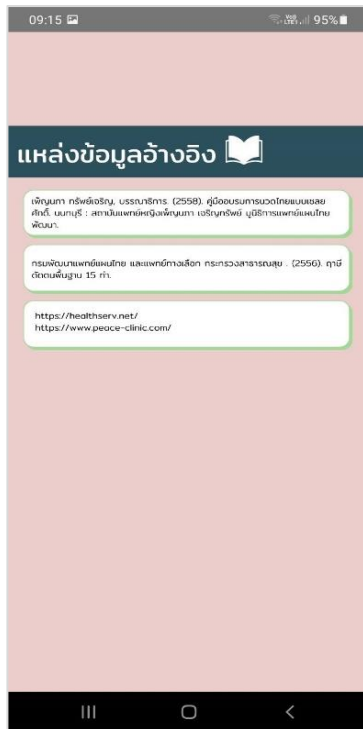 09:15
Vo))
LTE1
95%
แหล่งข้อมูลอ้างอิง
เพ็ญนภา ทรัพย์เจริญ, บรรณาธิการ. (2558). คู่มืออบรมการนวดไทยแบบเชลย
ศักดิ์. นนทบุรี : สถาบันแพทย์หญิงเพ็ญนภา เจริญทรัพย์ มูนิธิการแพทย์แผนไทย
พัฒนา.
กรมพัฒนาแพทย์แผนไทย และแพทย์ทางเลือก กระทรวงสาธารณสุข . (2556). ฤาษี
ดัดตนพื้นฐาน 15 ท่า.
https://healthserv.net/
https://www.peace-clinic.com/